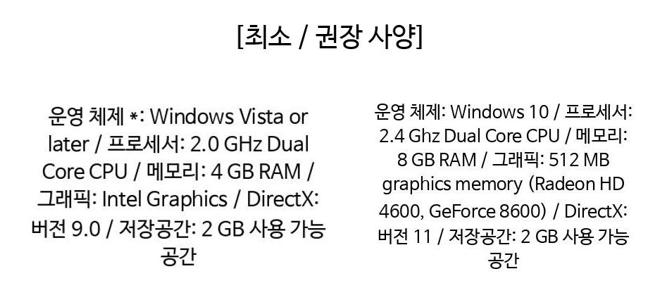 [최소 / 권장 사양]
운영 체제 *: Windows Vista or
later / 프로세서: 2.0 GHz Dual
Core CPU / 메모리: 4 GB RAM /
그래픽: Intel Graphics / DirectX:
버전 9.0 / 저장공간: 2 GB 사용 가능
공간
운영 체제: Windows 10 / 프로세서:
2.4 Ghz Dual Core CPU / 메모리:
8 GB RAM / 그래픽: 512 MB
graphics memory (Radeon HD
4600, GeForce 8600) / DirectX:
버전 11 / 저장공간: 2 GB 사용 가능
공간